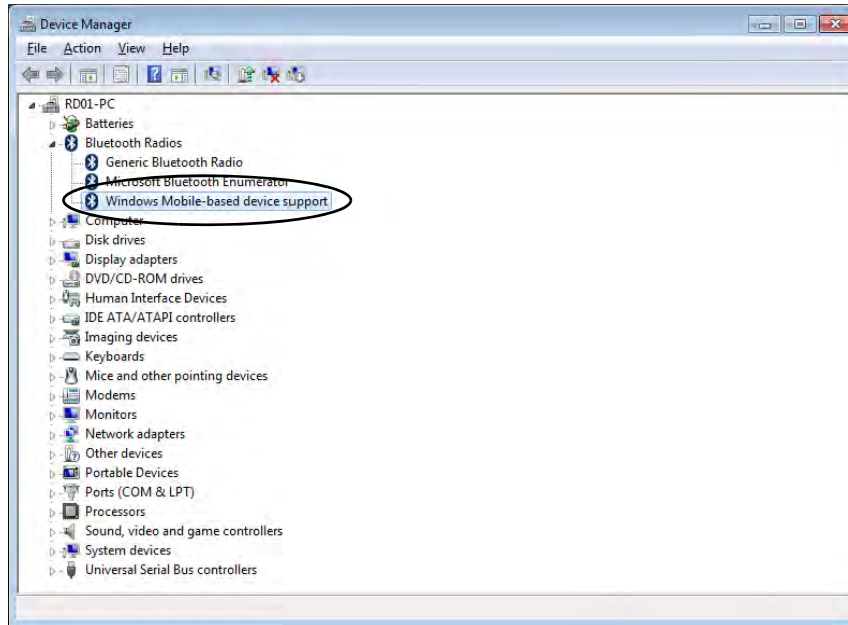 Device Manager
File Action View Help
RD01-PC
Batteries
Bluetooth Radios
Generic Bluetooth Radio
Microsoft Bluetooth Enumerator
Windows Mobile-based device support
Computer
Disk drives
Display adapters
DVD/CD-ROM drives
Human Interface Devices
IDE ATA/ATAPI controllers
Imaging devices
Keyboards
Mice and other pointing devices
Modems
Monitors
Network adapters
Other devices
Portable Devices
Ports (COM & LPT)
Processors
Sound, video and game controllers
System devices
Universal Serial Bus controllers